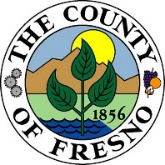 THE COUNTY
1856
OF FRESNO